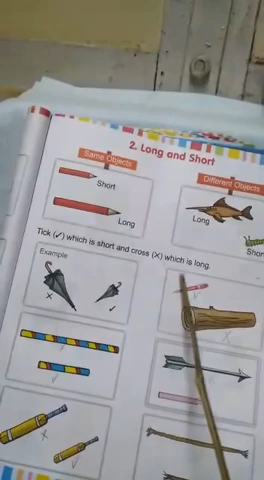 2. Long and Short
Same Objects
Different Objects
Short
Long
Long
Tick (✓) which is short and cross (✕) which is long.
Example